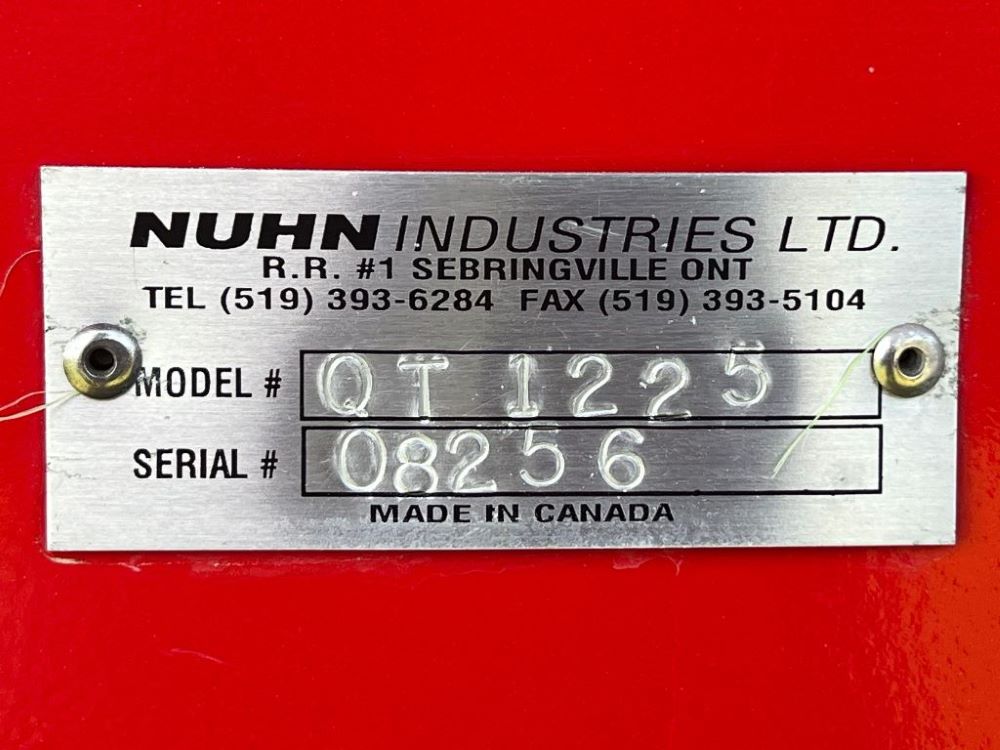 NUHN INDUSTRIES LTD.
R.R. #1 SEBRINGVILLE ONT
TEL (519) 393-6284 FAX (519) 393-5104
MODEL # QT 1225
SERIAL # 08256
MADE IN CANADA